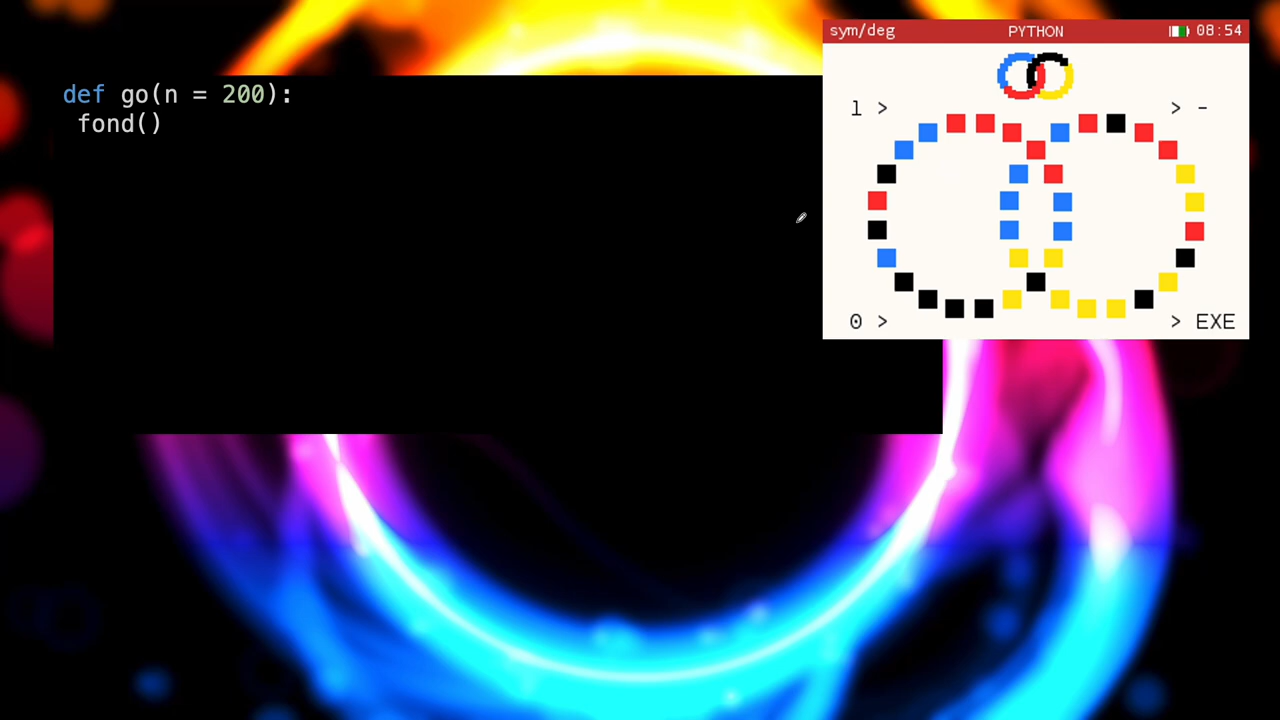 def go(n = 200):
 fond()
sym/deg PYTHON 08:54
1 > > -
0 > > EXE